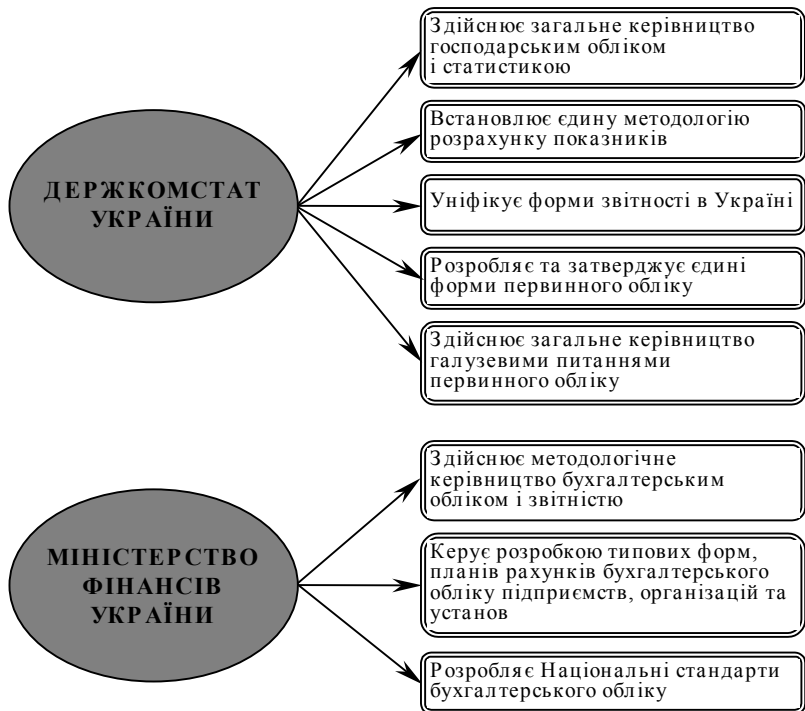 Здійснює загальне керівництво
господарським обліком
і статистикою
Встановлює єдину методологію
розрахунку показників
ДЕРЖКОМСТАТ
УКРАЇНИ
Уніфікує форми звітності в Україні
Розробляє та затверджує єдині
форми первинного обліку
Здійснює загальне керівництво
галузевими питаннями
первинного обліку
Здійснює методологічне
керівництво бухгалтерським
обліком і звітністю
МІНІСТЕРСТВО
ФІНАНСІВ
УКРАЇНИ
Керує розробкою типових форм,
планів рахунків бухгалтерського
обліку підприємств, організацій та
установ
Розробляє Національні стандарти
бухгалтерського обліку